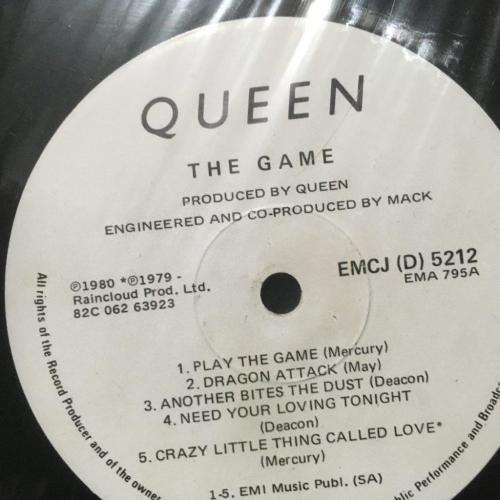 QUEEN
THE GAME
PRODUCED BY QUEEN
ENGINEERED AND CO-PRODUCED BY MACK
℗1980 *℗1979 -
Raincloud Prod. Ltd.
82C 062 63923
EMCJ (D) 5212
EMA 795A
1. PLAY THE GAME (Mercury)
2. DRAGON ATTACK (May)
3. ANOTHER BITES THE DUST (Deacon)
4. NEED YOUR LOVING TONIGHT
(Deacon)
5. CRAZY LITTLE THING CALLED LOVE*
(Mercury)
1-5. EMI Music Publ. (SA)
All rights of the Record Producer and of the owner
Public Performance and